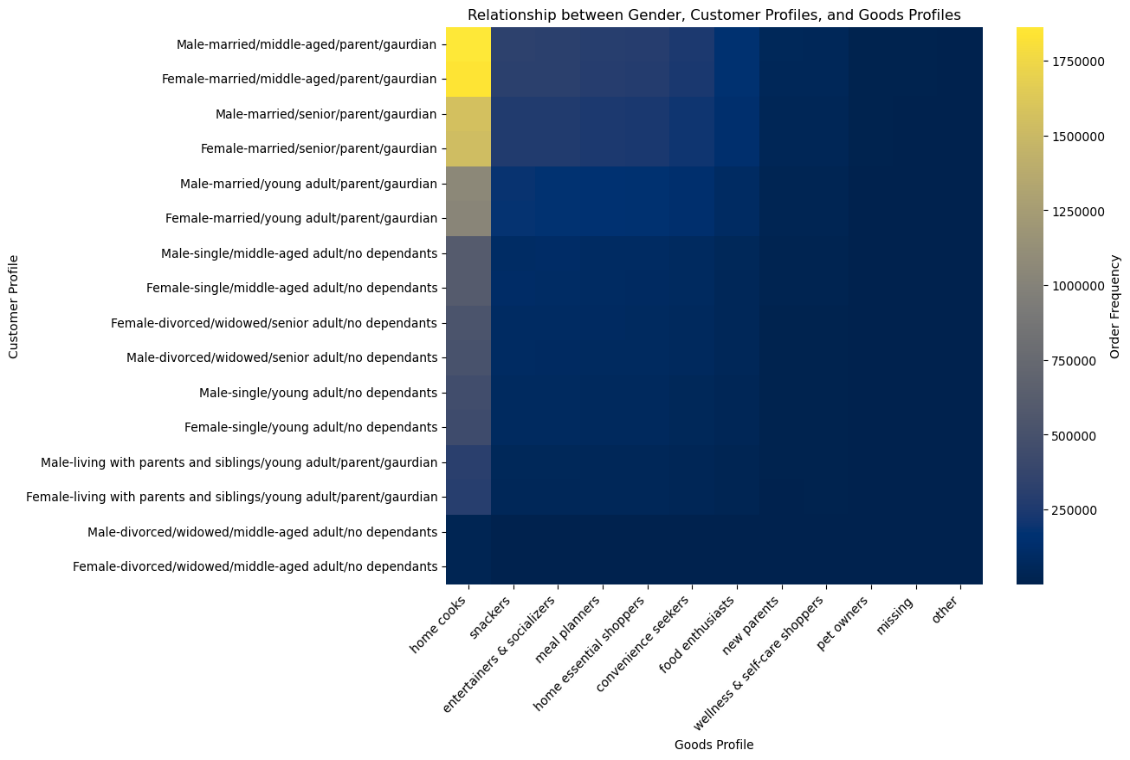 Relationship between Gender, Customer Profiles, and Goods Profiles
Customer Profile
Male-married/middle-aged/parent/gaurdian
Female-married/middle-aged/parent/gaurdian
Male-married/senior/parent/gaurdian
Female-married/senior/parent/gaurdian
Male-married/young adult/parent/gaurdian
Female-married/young adult/parent/gaurdian
Male-single/middle-aged adult/no dependants
Female-single/middle-aged adult/no dependants
Female-divorced/widowed/senior adult/no dependants
Male-divorced/widowed/senior adult/no dependants
Male-single/young adult/no dependants
Female-single/young adult/no dependants
Male-living with parents and siblings/young adult/parent/gaurdian
Female-living with parents and siblings/young adult/parent/gaurdian
Male-divorced/widowed/middle-aged adult/no dependants
Female-divorced/widowed/middle-aged adult/no dependants
home cooks
snackers
entertainers & socializers
meal planners
home essential shoppers
convenience seekers
food enthusiasts
new parents
wellness & self-care shoppers
pet owners
missing
other
Goods Profile
1750000
1500000
1250000
1000000
750000
500000
250000
Order Frequency